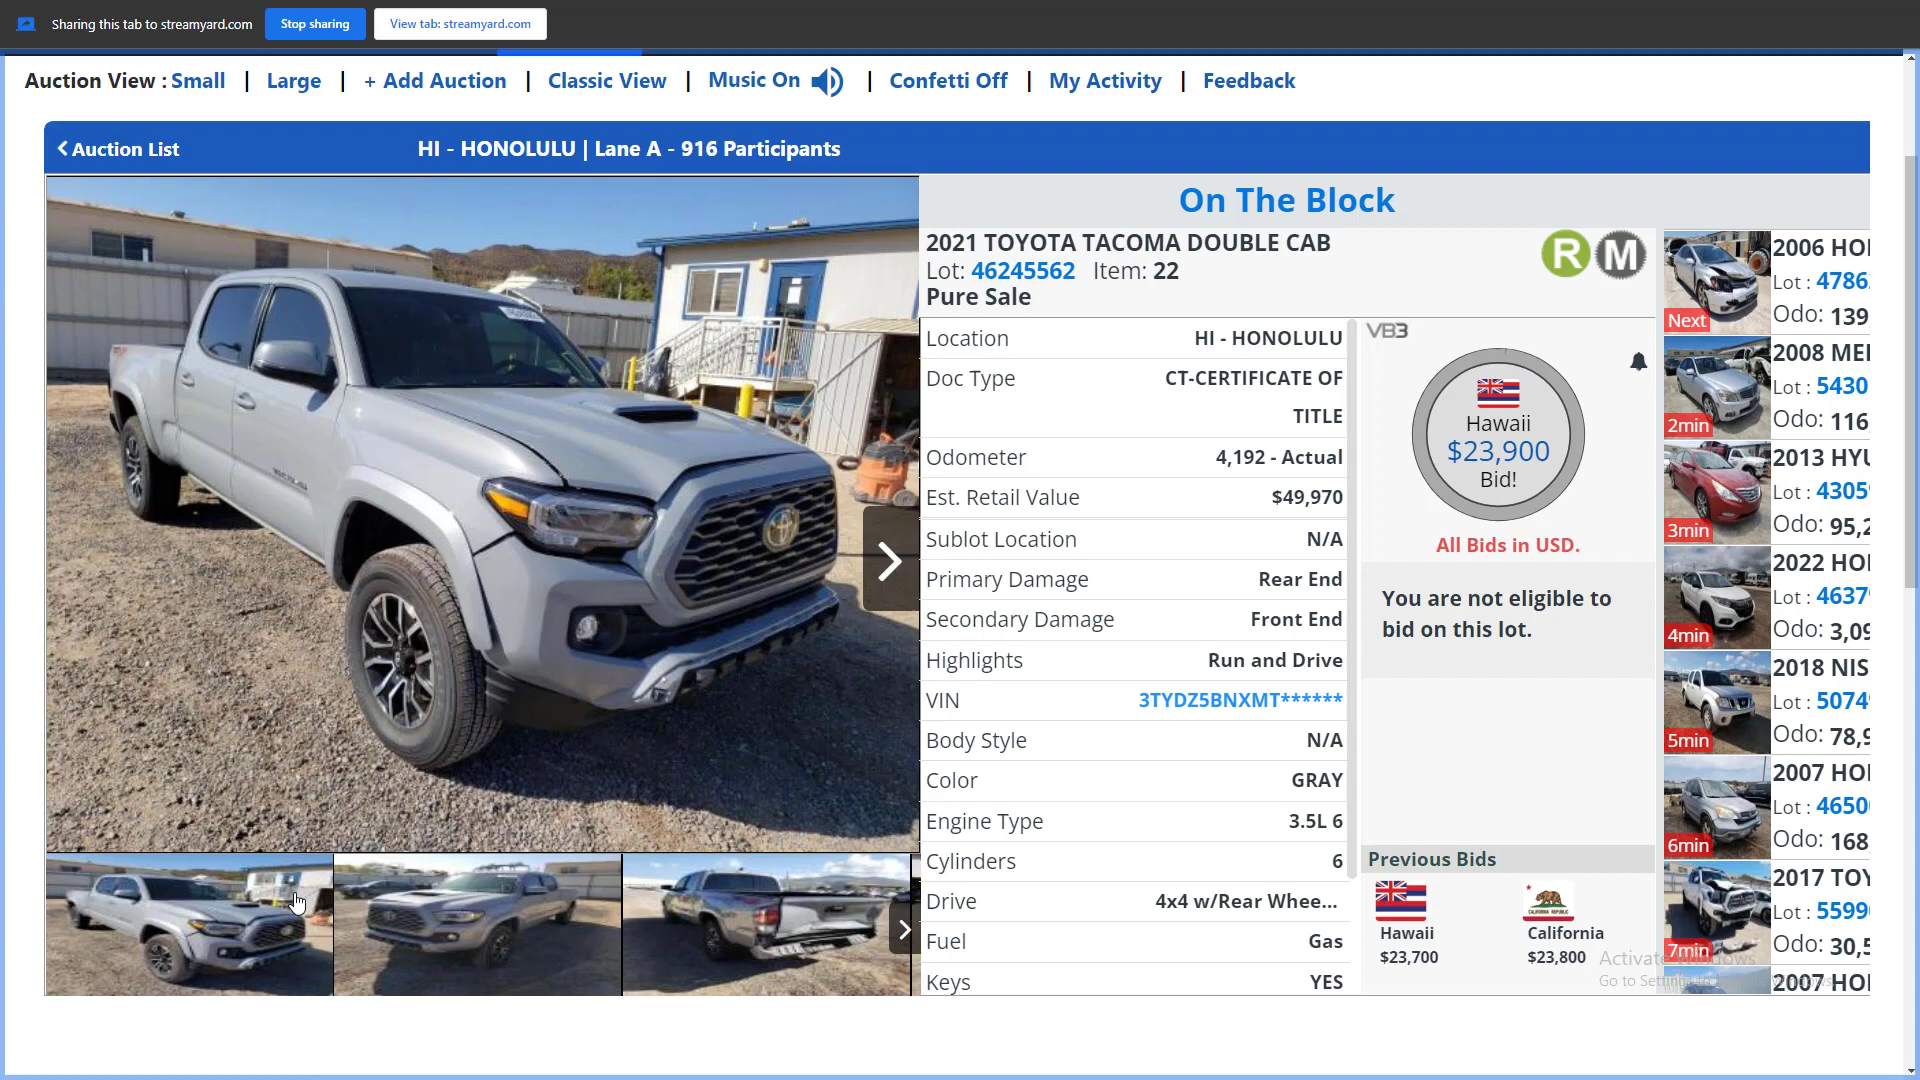 Sharing this tab to streamyard.com
Stop sharing
View tab: streamyard.com
Auction View : Small | Large | + Add Auction | Classic View | Music On | Confetti Off | My Activity | Feedback
Auction List
HI - HONOLULU | Lane A - 916 Participants
On The Block
2021 TOYOTA TACOMA DOUBLE CAB
Lot: 46245562 Item: 22
Pure Sale
R M
Location HI - HONOLULU
Doc Type CT-CERTIFICATE OF
TITLE
Odometer 4,192 - Actual
Est. Retail Value $49,970
Sublot Location N/A
Primary Damage Rear End
Secondary Damage Front End
Highlights Run and Drive
VIN 3TYDZ5BNXMT******
Body Style N/A
Color GRAY
Engine Type 3.5L 6
Cylinders 6
Drive 4x4 w/Rear Whee...
Fuel Gas
Keys YES
VB3
Hawaii
$23,900
Bid!
All Bids in USD.
You are not eligible to
bid on this lot.
Previous Bids
Hawaii
$23,700
California
$23,800
Activate Windows
Next
2006 HO
Lot : 4786
Odo: 139
2min
2008 ME
Lot : 5430
Odo: 116
3min
2013 HYU
Lot : 4305
Odo: 95,2
4min
2022 HO
Lot : 4637
Odo: 3,09
5min
2018 NIS
Lot : 5074
Odo: 78,9
6min
2007 HO
Lot : 4650
Odo: 168
7min
2017 TOY
Lot : 5599
Odo: 30,5
2007 HO